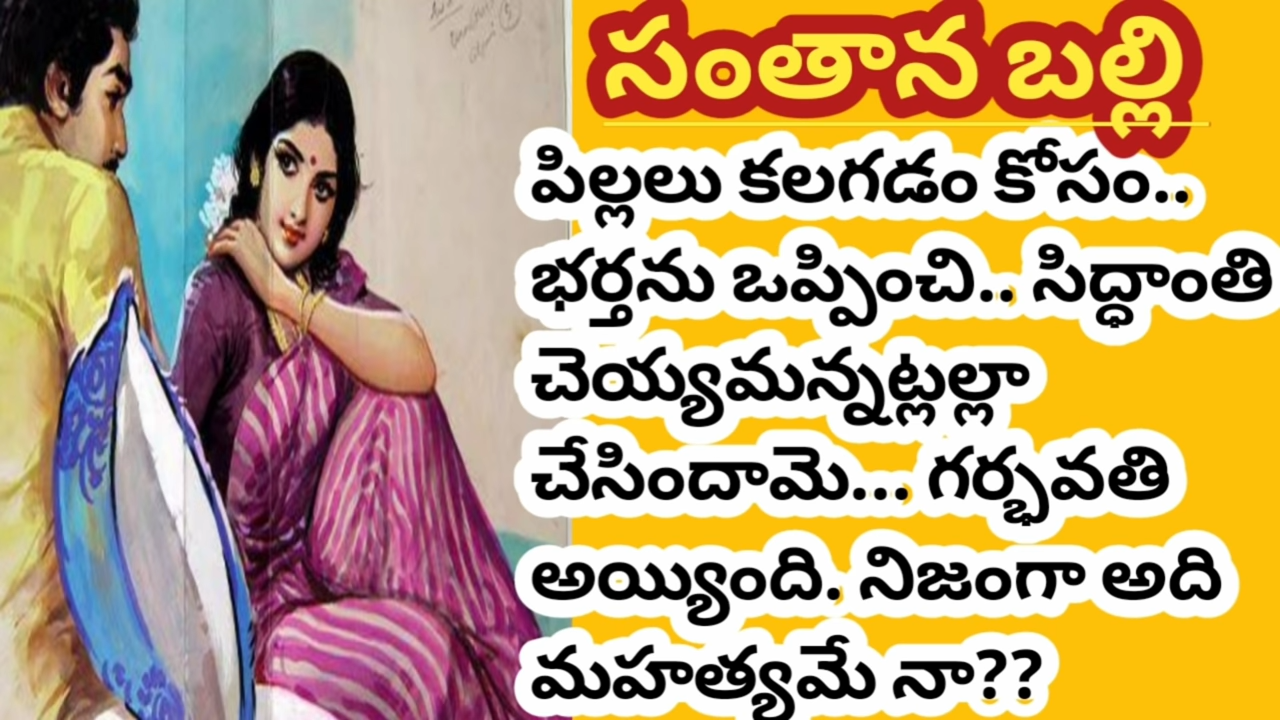 సంతాన బల్లి
పిల్లలు కలగడం కోసం..
భర్తను ఒప్పించి.. సిద్ధాంతి
చెయ్యమన్నట్లల్లా
చేసిందామె... గర్భవతి
అయ్యింది. నిజంగా అది
మహత్యమే నా??